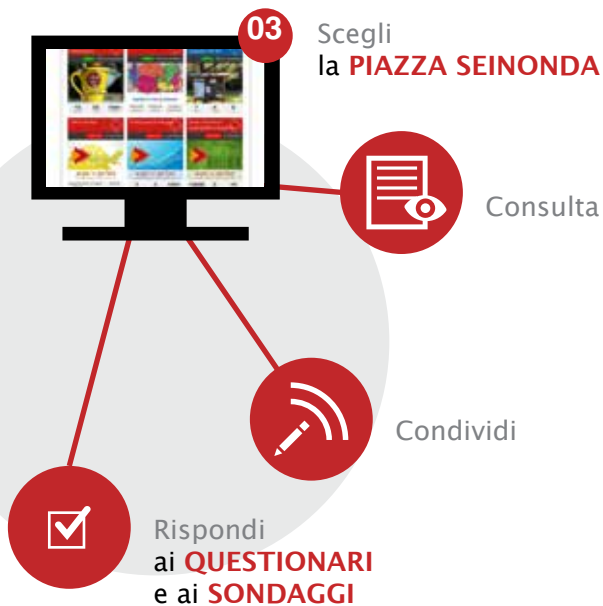 03
Scegli
la PIAZZA SEINONDA
Consulta
Condividi
Rispondi
ai QUESTIONARI
e ai SONDAGGI